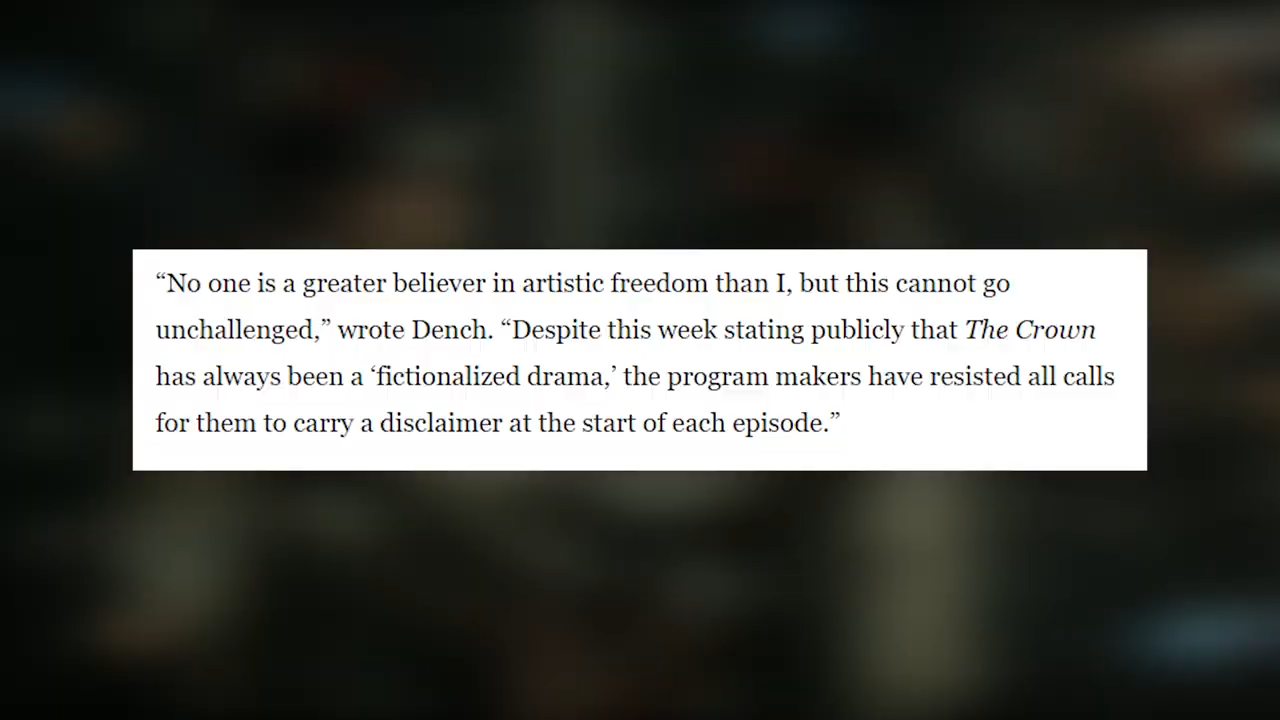 “No one is a greater believer in artistic freedom than I, but this cannot go
unchallenged,” wrote Dench. “Despite this week stating publicly that The Crown
has always been a ‘fictionalized drama,’ the program makers have resisted all calls
for them to carry a disclaimer at the start of each episode.”